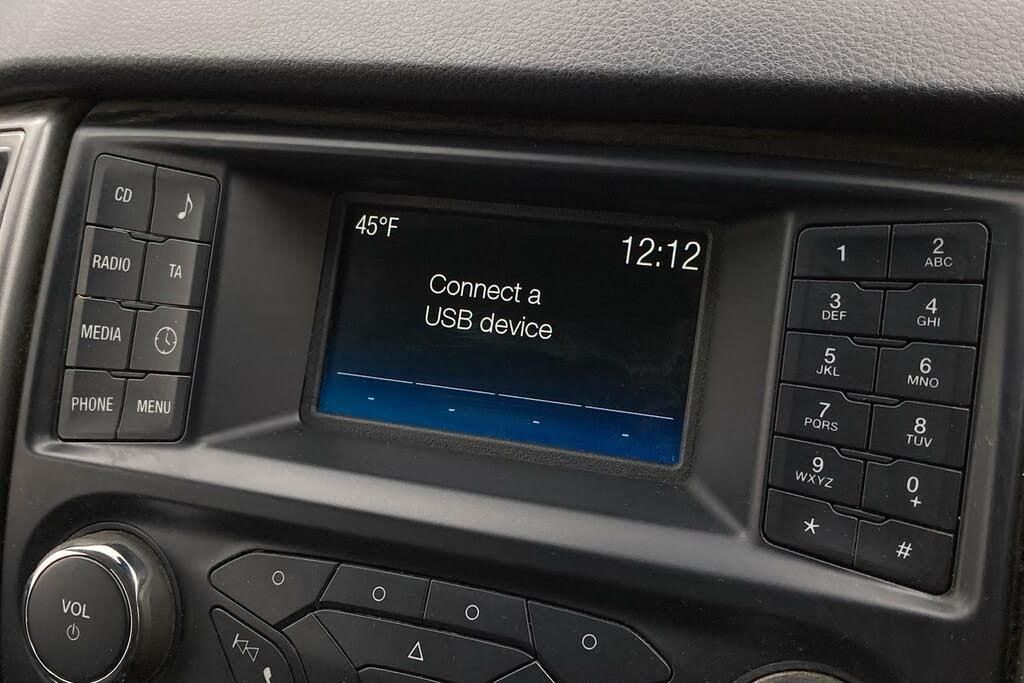 CD
RADIO
TA
MEDIA
PHONE
MENU
45°F
12:12
Connect a
USB device
1
2
ABC
3
DEF
4
GHI
5
JKL
6
MNO
7
PQRS
8
TUV
9
WXYZ
0
+
*
#
VOL